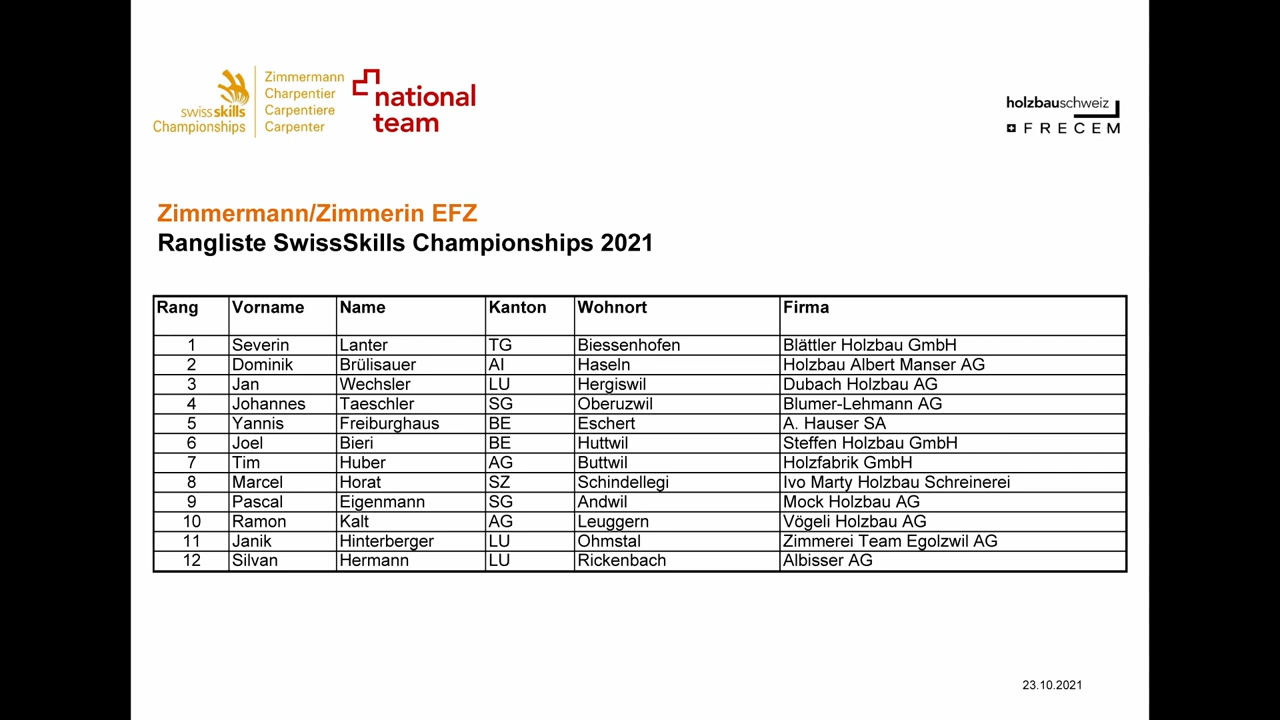 swissskills
Championships
Zimmermann
Charpentier
Carpentiere
Carpenter
national
team
holzbauschweiz
FRECEM
Zimmermann/Zimmerin EFZ
Rangliste SwissSkills Championships 2021
Rang Vorname Name Kanton Wohnort Firma
1 Severin Lanter TG Biessenhofen Blättler Holzbau GmbH
2 Dominik Brülisauer AI Haseln Holzbau Albert Manser AG
3 Jan Wechsler LU Hergiswil Dubach Holzbau AG
4 Johannes Taeschler SG Oberuzwil Blumer-Lehmann AG
5 Yannis Freiburghaus BE Eschert A. Hauser SA
6 Joel Bieri BE Huttwil Steffen Holzbau GmbH
7 Tim Huber AG Buttwil Holzfabrik GmbH
8 Marcel Horat SZ Schindellegi Ivo Marty Holzbau Schreinerei
9 Pascal Eigenmann SG Andwil Mock Holzbau AG
10 Ramon Kalt AG Leuggern Vögeli Holzbau AG
11 Janik Hinterberger LU Ohmstal Zimmerei Team Egolzwil AG
12 Silvan Hermann LU Rickenbach Albisser AG
23.10.2021